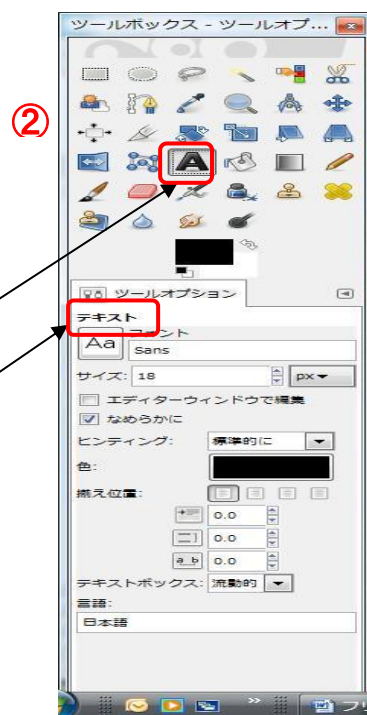 ツールボックス - ツールオプ...
②
A
ツールオプション
テキスト
フォント
Aa
Sans
サイズ: 18 px
エディターウィンドウで編集
なめらかに
ヒンティング: 標準的に
色:
揃え位置:
0.0
0.0
a b 0.0
テキストボックス: 流動的
言語:
日本語
» フリ